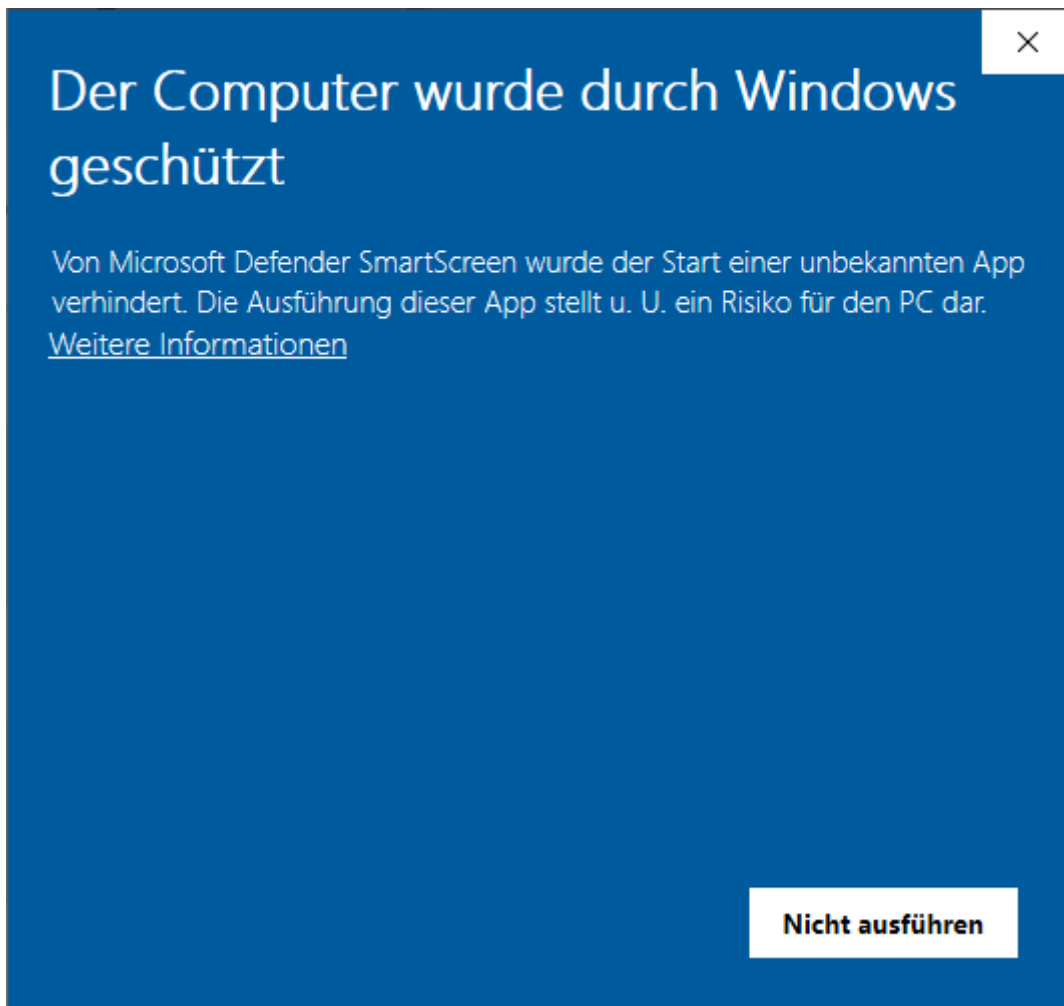 Der Computer wurde durch Windows
geschützt
Von Microsoft Defender SmartScreen wurde der Start einer unbekannten App
verhindert. Die Ausführung dieser App stellt u. U. ein Risiko für den PC dar.
Weitere Informationen
Nicht ausführen